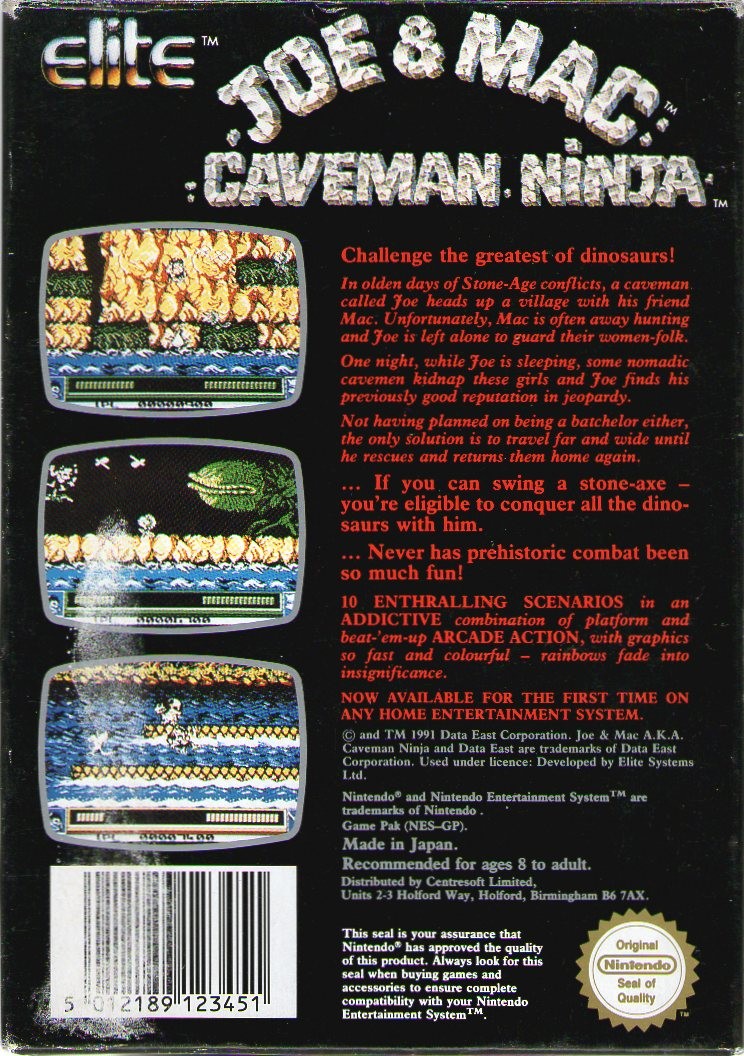 elite™
JOE & MAC™
CAVEMAN NINJA™
Challenge the greatest of dinosaurs!
In olden days of Stone-Age conflicts, a caveman
called Joe heads up a village with his friend
Mac. Unfortunately, Mac is often away hunting
and Joe is left alone to guard their women-folk.
One night, while Joe is sleeping, some nomadic
cavemen kidnap these girls and Joe finds his
previously good reputation in jeopardy.
Not having planned on being a batchelor either,
the only solution is to travel far and wide until
he rescues and returns them home again.
... If you can swing a stone-axe –
you're eligible to conquer all the dino-
saurs with him.
... Never has prehistoric combat been
so much fun!
10 ENTHRALLING SCENARIOS in an
ADDICTIVE combination of platform and
beat-'em-up ARCADE ACTION, with graphics
so fast and colourful – rainbows fade into
insignificance.
NOW AVAILABLE FOR THE FIRST TIME ON
ANY HOME ENTERTAINMENT SYSTEM.
© and TM 1991 Data East Corporation. Joe & Mac A.K.A.
Caveman Ninja and Data East are trademarks of Data East
Corporation. Used under licence: Developed by Elite Systems
Ltd.
Nintendo® and Nintendo Entertainment System™ are
trademarks of Nintendo .
Game Pak (NES–GP).
Made in Japan.
Recommended for ages 8 to adult.
Distributed by Centresoft Limited,
Units 2-3 Holford Way, Holford, Birmingham B6 7AX.
This seal is your assurance that
Nintendo® has approved the quality
of this product. Always look for this
seal when buying games and
accessories to ensure complete
compatibility with your Nintendo
Entertainment System™.
Original
Nintendo
Seal of
Quality
™
5 012189 123451